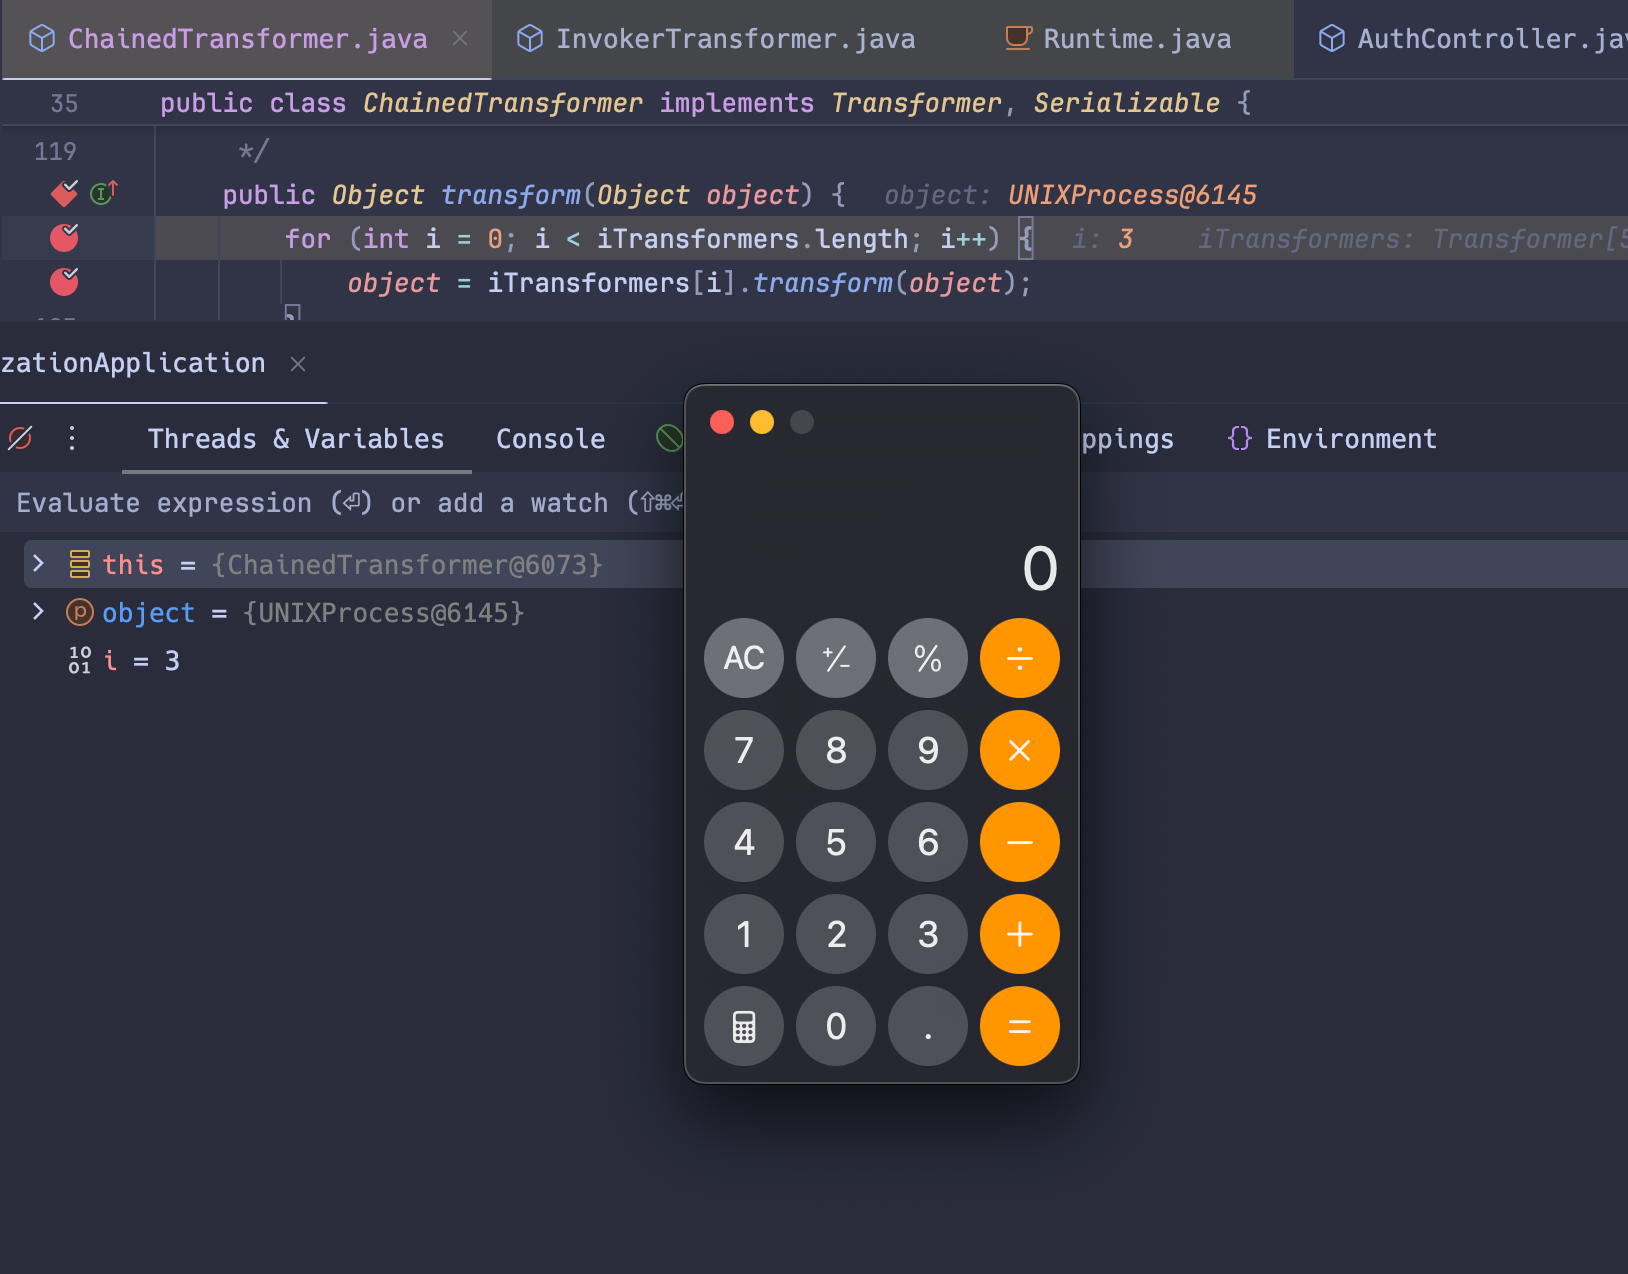 ChainedTransformer.java InvokerTransformer.java Runtime.java AuthController.jav
35 public class ChainedTransformer implements Transformer, Serializable {
119 */
public Object transform(Object object) { object: UNIXProcess@6145
for (int i = 0; i < iTransformers.length; i++) { i: 3 iTransformers: Transformer[5
object = iTransformers[i].transform(object);
}
zationApplication
Threads & Variables Console ppings {} Environment
Evaluate expression (⏎) or add a watch (⇧⌘⏎
this = {ChainedTransformer@6073}
object = {UNIXProcess@6145}
i = 3
0
AC +/− % ÷
7 8 9 ×
4 5 6 −
1 2 3 +
0 . =